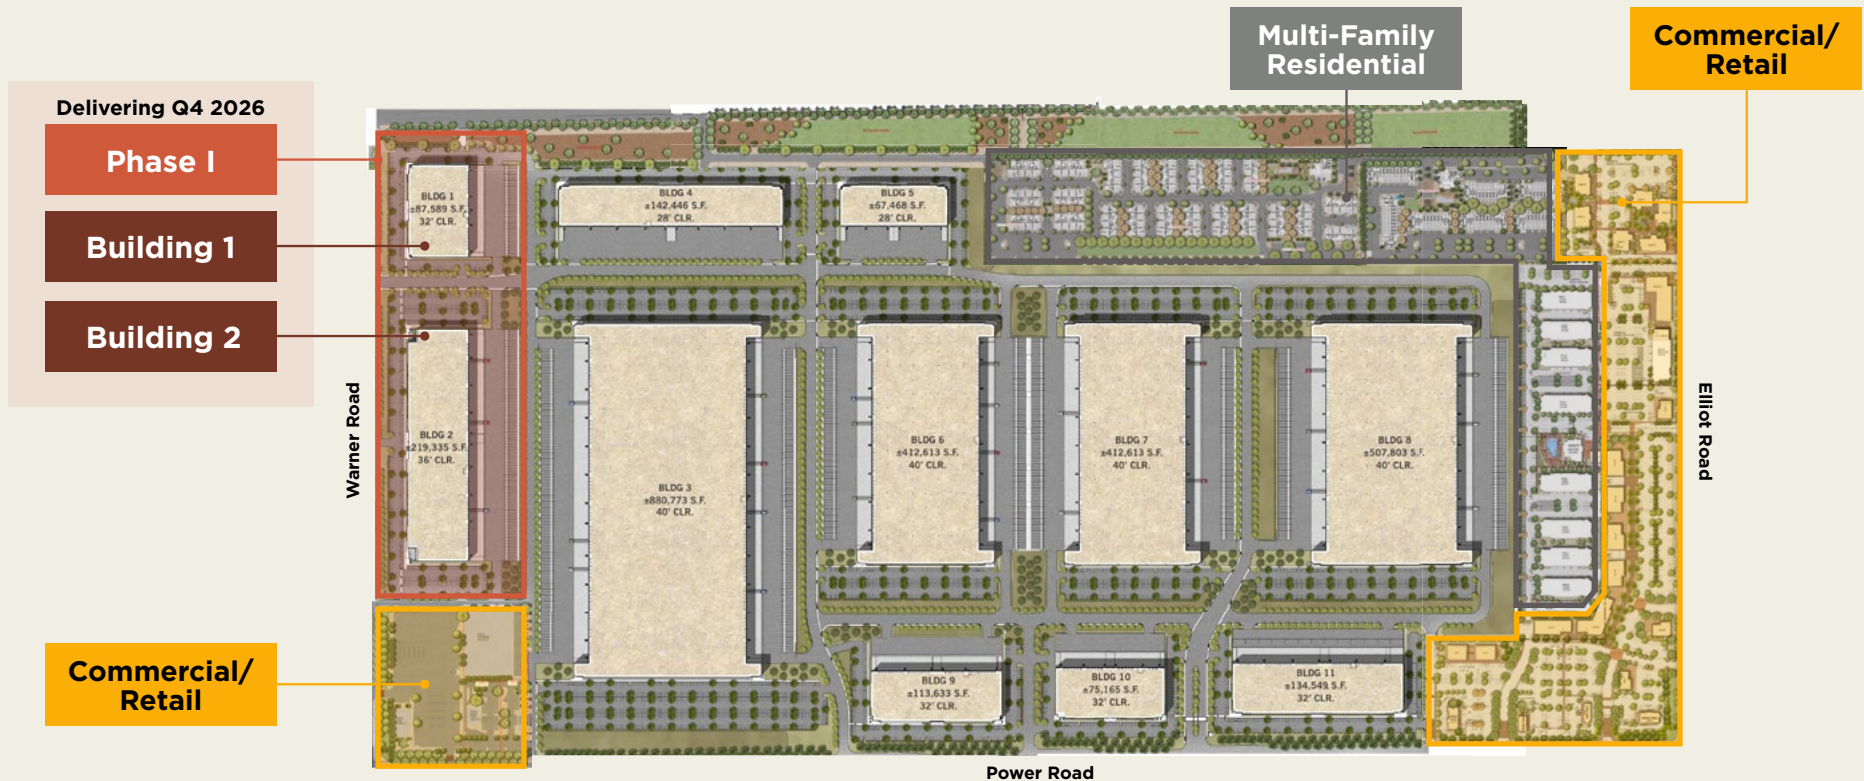 Multi-Family
Residential
Commercial/
Retail
Delivering Q4 2026
Phase I
Building 1
Building 2
BLDG 1
±87,589 S.F.
32' CLR.
BLDG 4
±142,446 S.F.
28' CLR.
BLDG 5
±67,468 S.F.
28' CLR.
BLDG 2
±219,335 S.F.
36' CLR.
BLDG 3
±880,773 S.F.
40' CLR.
BLDG 6
±412,613 S.F.
40' CLR.
BLDG 7
±412,613 S.F.
40' CLR.
BLDG 8
±507,803 S.F.
40' CLR.
Warner Road
Elliot Road
Commercial/
Retail
BLDG 9
±113,633 S.F.
32' CLR.
BLDG 10
±75,165 S.F.
32' CLR.
BLDG 11
±134,549 S.F.
32' CLR.
Power Road